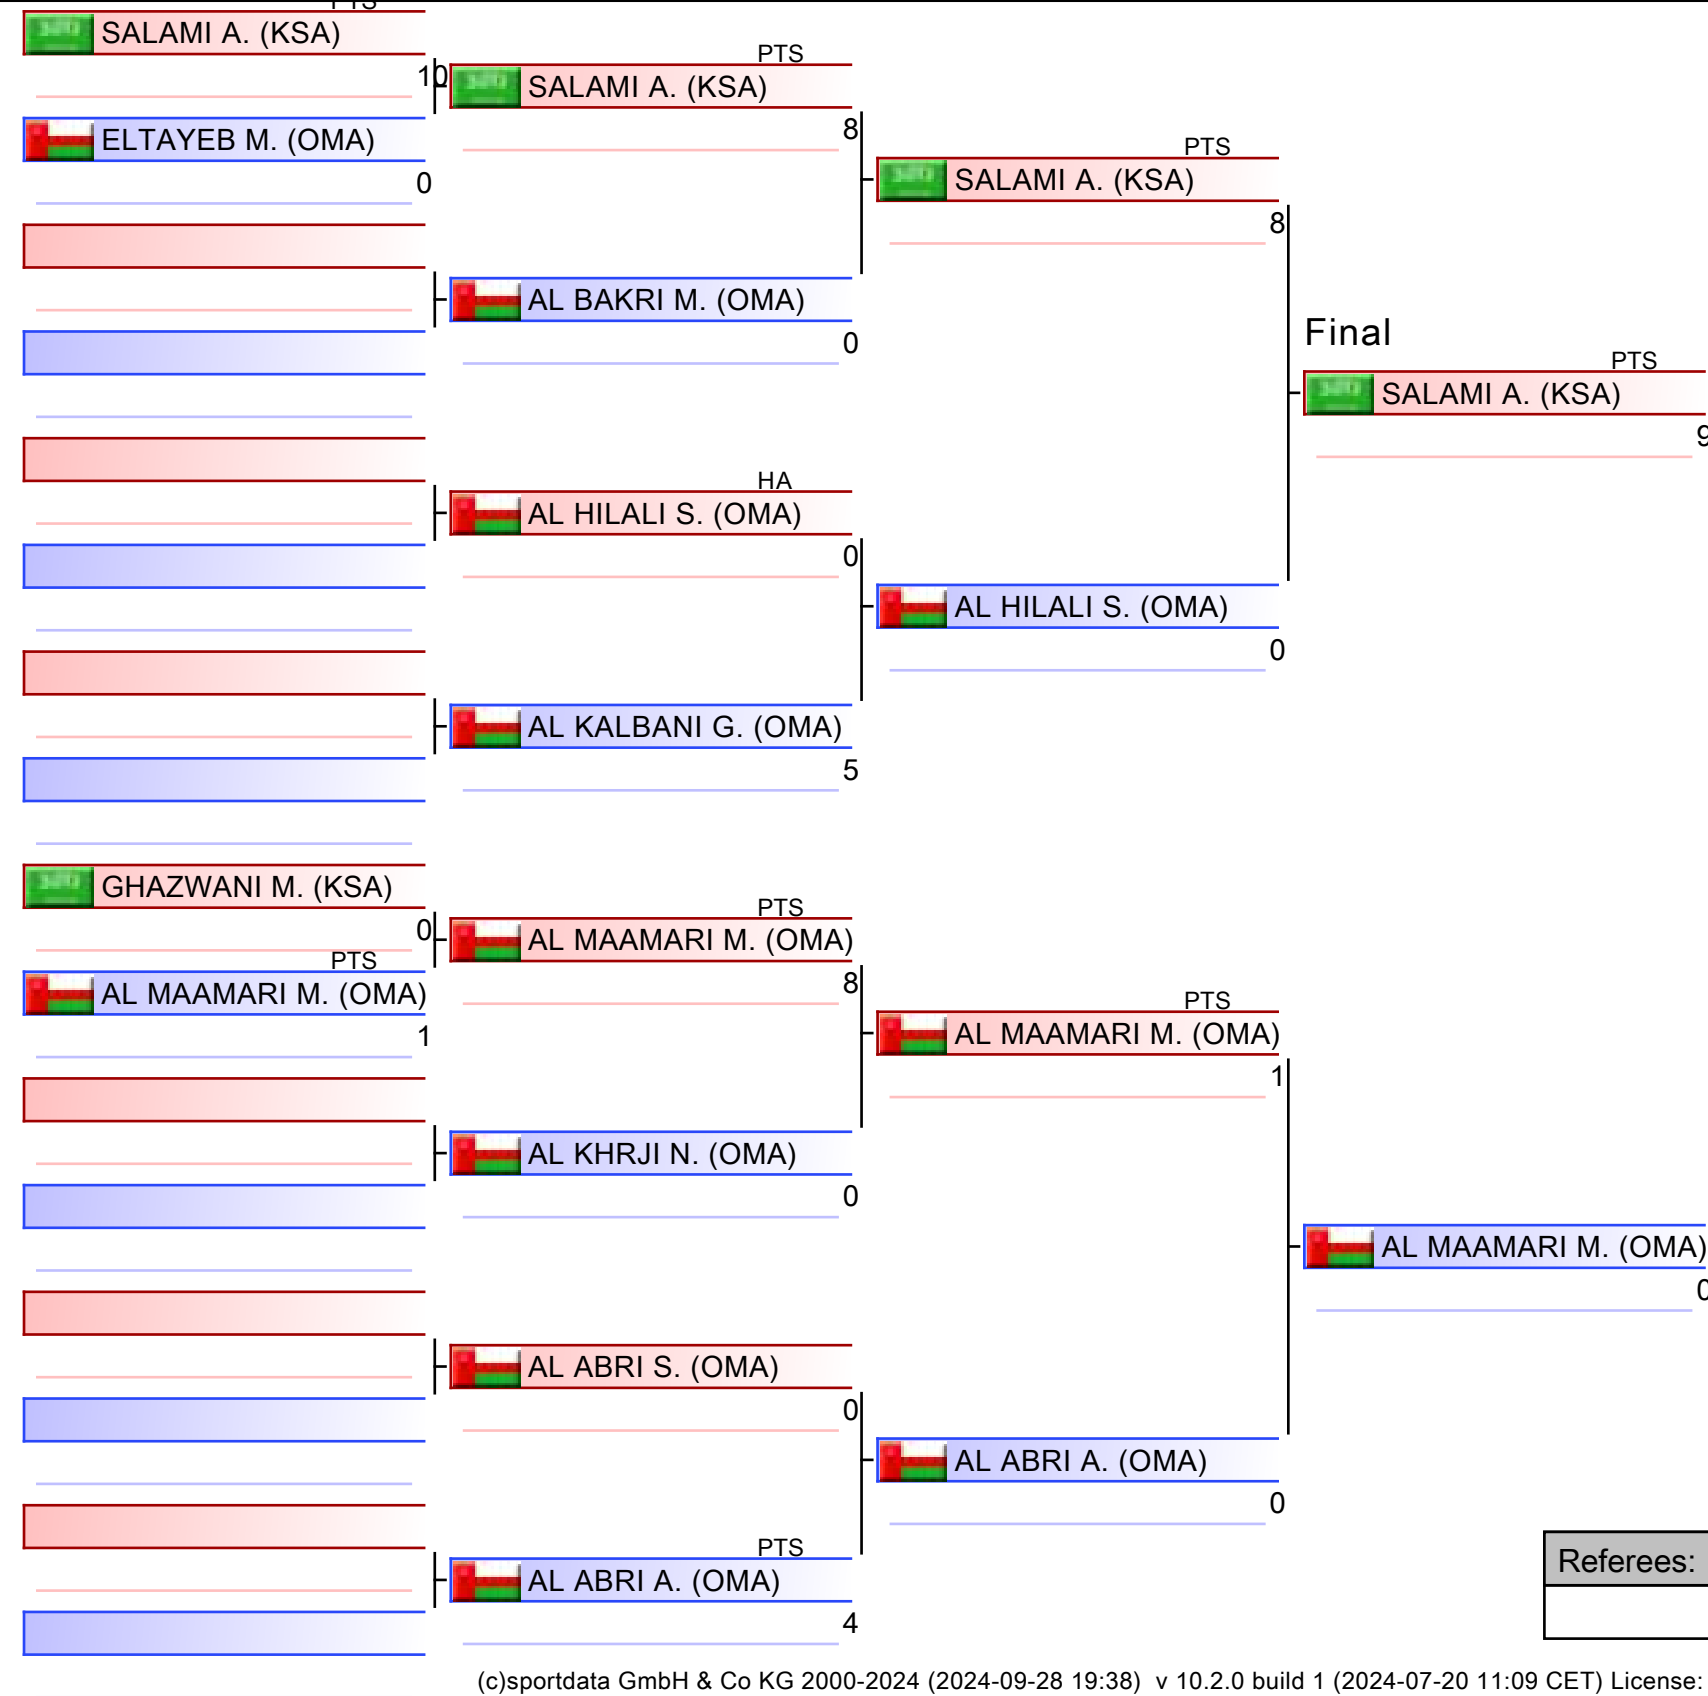 PTS
SALAMI A. (KSA)
10
ELTAYEB M. (OMA)
0
GHAZWANI M. (KSA)
0
PTS
AL MAAMARI M. (OMA)
1
PTS
SALAMI A. (KSA)
8
AL BAKRI M. (OMA)
0
HA
AL HILALI S. (OMA)
0
AL KALBANI G. (OMA)
5
PTS
AL MAAMARI M. (OMA)
8
AL KHRJI N. (OMA)
0
AL ABRI S. (OMA)
0
PTS
AL ABRI A. (OMA)
4
PTS
SALAMI A. (KSA)
8
AL HILALI S. (OMA)
0
PTS
AL MAAMARI M. (OMA)
1
AL ABRI A. (OMA)
0
Final
PTS
SALAMI A. (KSA)
9
AL MAAMARI M. (OMA)
0
Referees:
(c)sportdata GmbH & Co KG 2000-2024 (2024-09-28 19:38) v 10.2.0 build 1 (2024-07-20 11:09 CET) License: